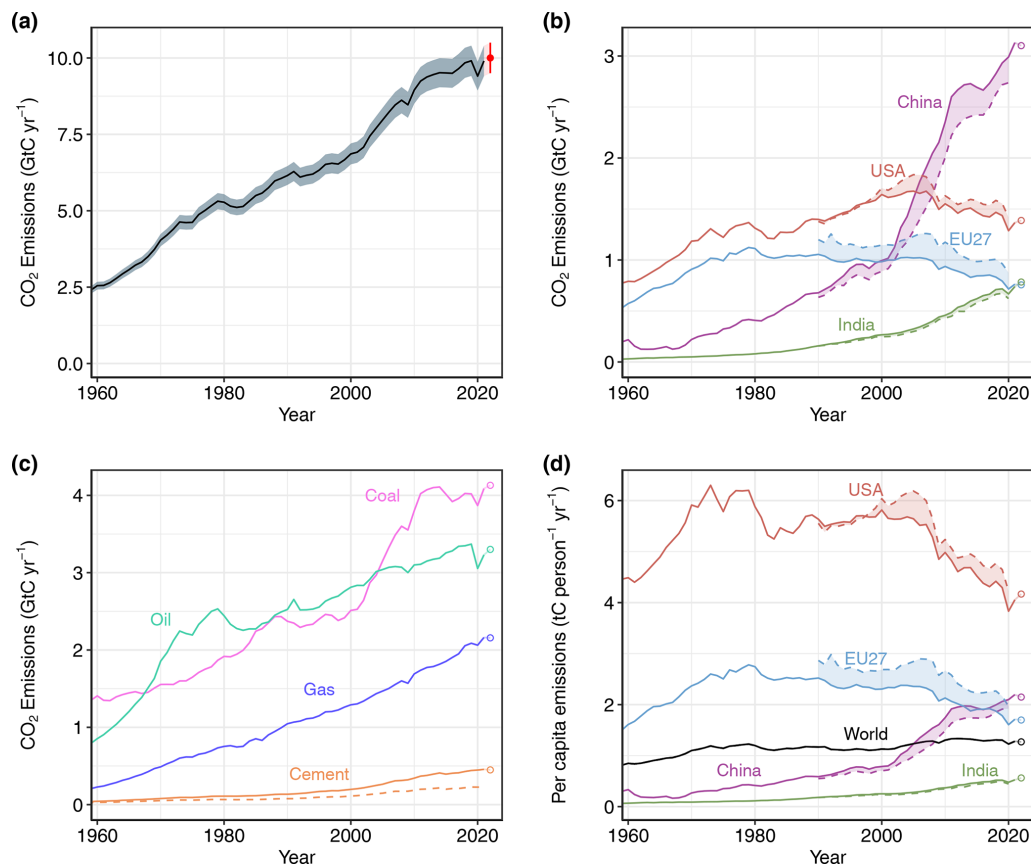 (a)
CO₂ Emissions (GtC yr⁻¹)
10.0
7.5
5.0
2.5
0.0
1960 1980 2000 2020
Year
(b)
CO₂ Emissions (GtC yr⁻¹)
3
2
1
0
China
USA
EU27
India
1960 1980 2000 2020
Year
(c)
CO₂ Emissions (GtC yr⁻¹)
4
3
2
1
0
Coal
Oil
Gas
Cement
1960 1980 2000 2020
Year
(d)
Per capita emissions (tC person⁻¹ yr⁻¹)
6
4
2
0
USA
EU27
World
China
India
1960 1980 2000 2020
Year